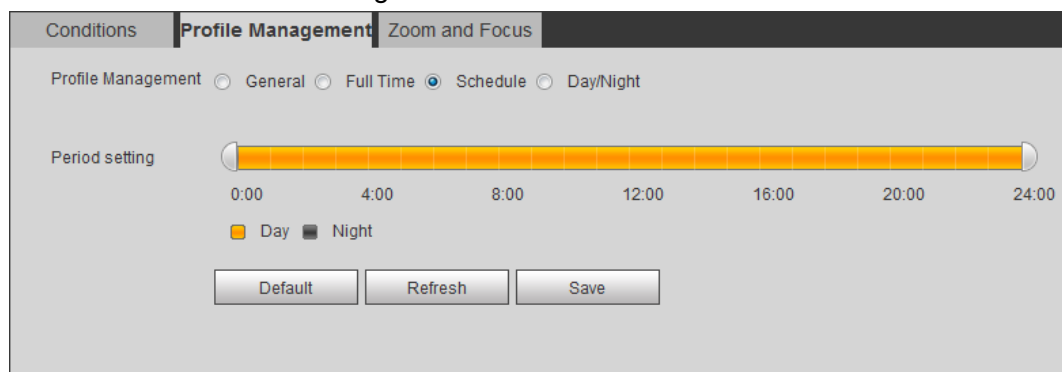 Conditions Profile Management Zoom and Focus
Profile Management General Full Time Schedule Day/Night
Period setting
0:00 4:00 8:00 12:00 16:00 20:00 24:00
Day Night
Default Refresh Save